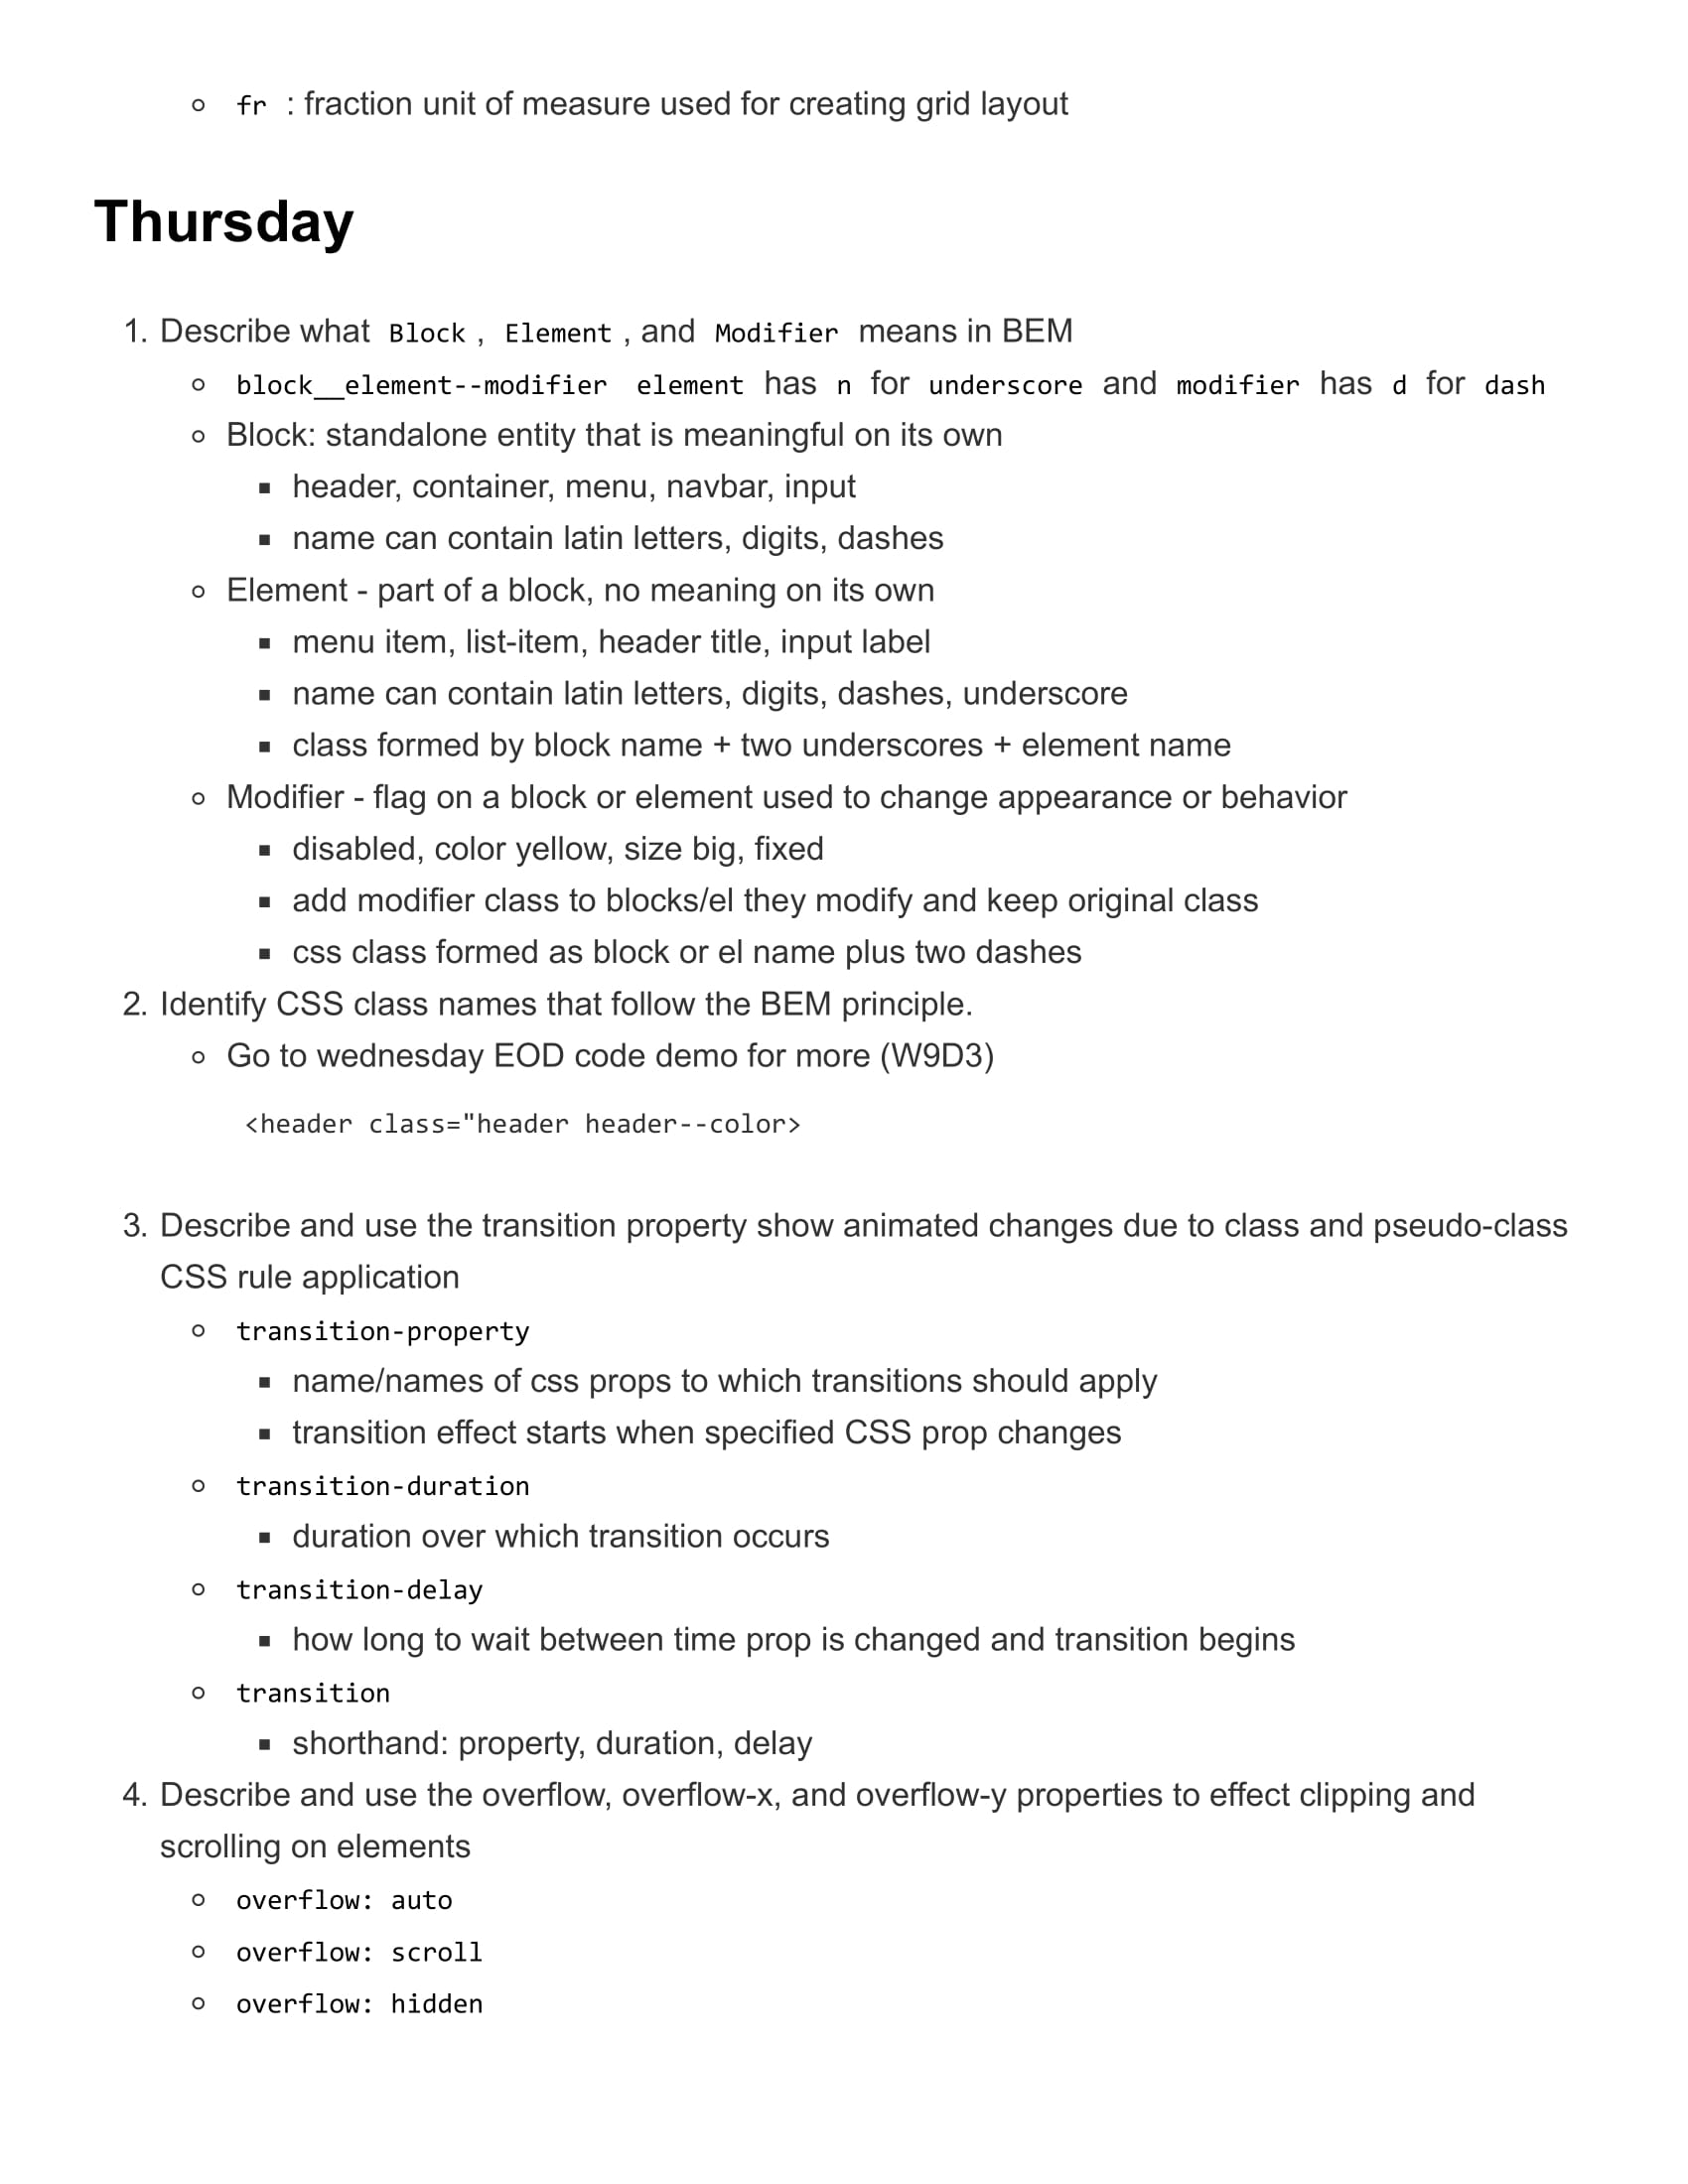 fr : fraction unit of measure used for creating grid layout
Thursday
1. Describe what Block, Element, and Modifier means in BEM
block__element--modifier element has n for underscore and modifier has d for dash
Block: standalone entity that is meaningful on its own
header, container, menu, navbar, input
name can contain latin letters, digits, dashes
Element - part of a block, no meaning on its own
menu item, list-item, header title, input label
name can contain latin letters, digits, dashes, underscore
class formed by block name + two underscores + element name
Modifier - flag on a block or element used to change appearance or behavior
disabled, color yellow, size big, fixed
add modifier class to blocks/el they modify and keep original class
css class formed as block or el name plus two dashes
2. Identify CSS class names that follow the BEM principle.
Go to wednesday EOD code demo for more (W9D3)
<header class="header header--color>
3. Describe and use the transition property show animated changes due to class and pseudo-class
CSS rule application
transition-property
name/names of css props to which transitions should apply
transition effect starts when specified CSS prop changes
transition-duration
duration over which transition occurs
transition-delay
how long to wait between time prop is changed and transition begins
transition
shorthand: property, duration, delay
4. Describe and use the overflow, overflow-x, and overflow-y properties to effect clipping and
scrolling on elements
overflow: auto
overflow: scroll
overflow: hidden